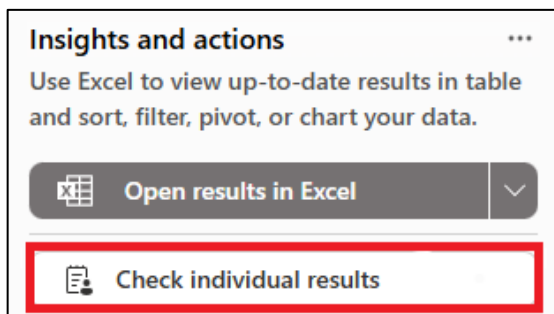 Insights and actions
Use Excel to view up-to-date results in table
and sort, filter, pivot, or chart your data.
Open results in Excel
Check individual results